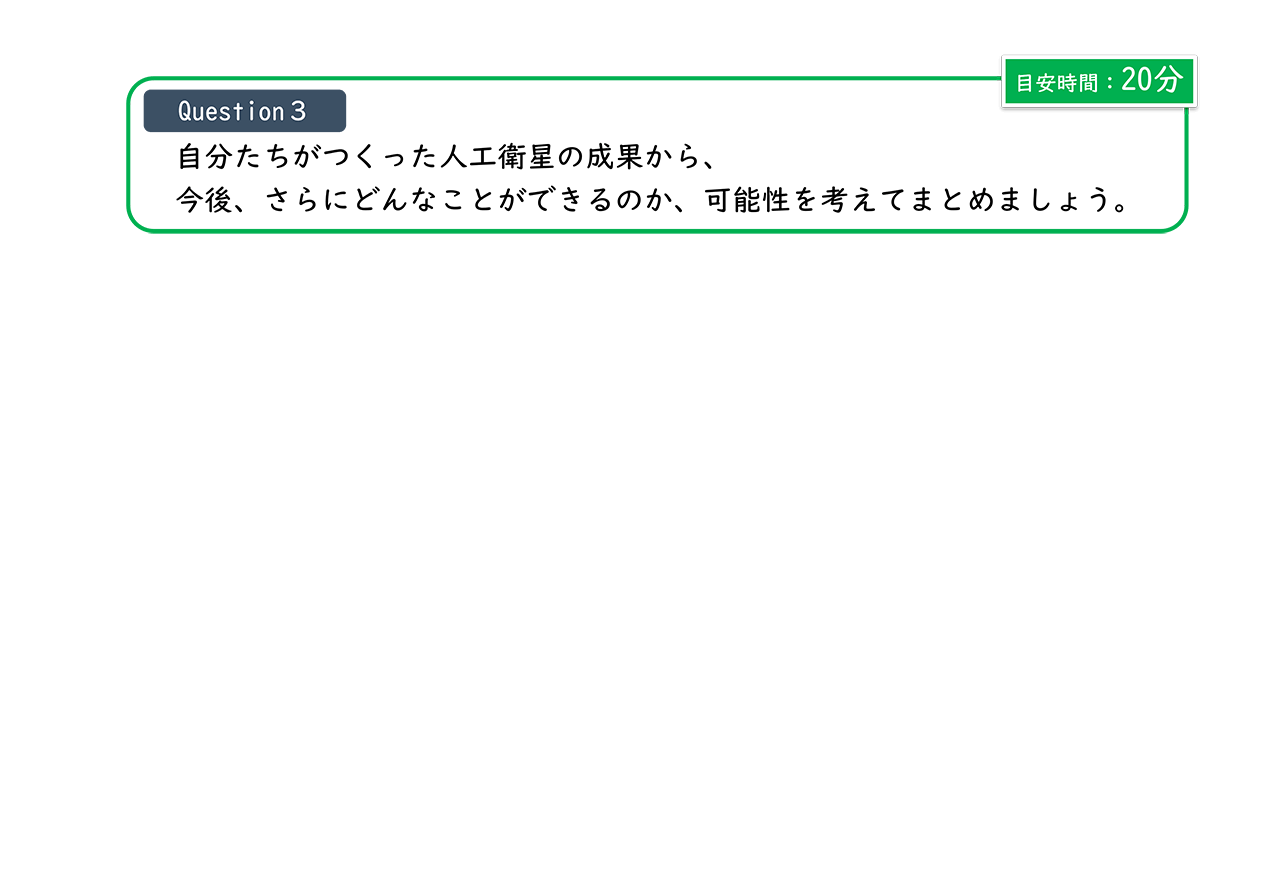 目安時間：20分
Question３
自分たちがつくった人工衛星の成果から、
今後、さらにどんなことができるのか、可能性を考えてまとめましょう。